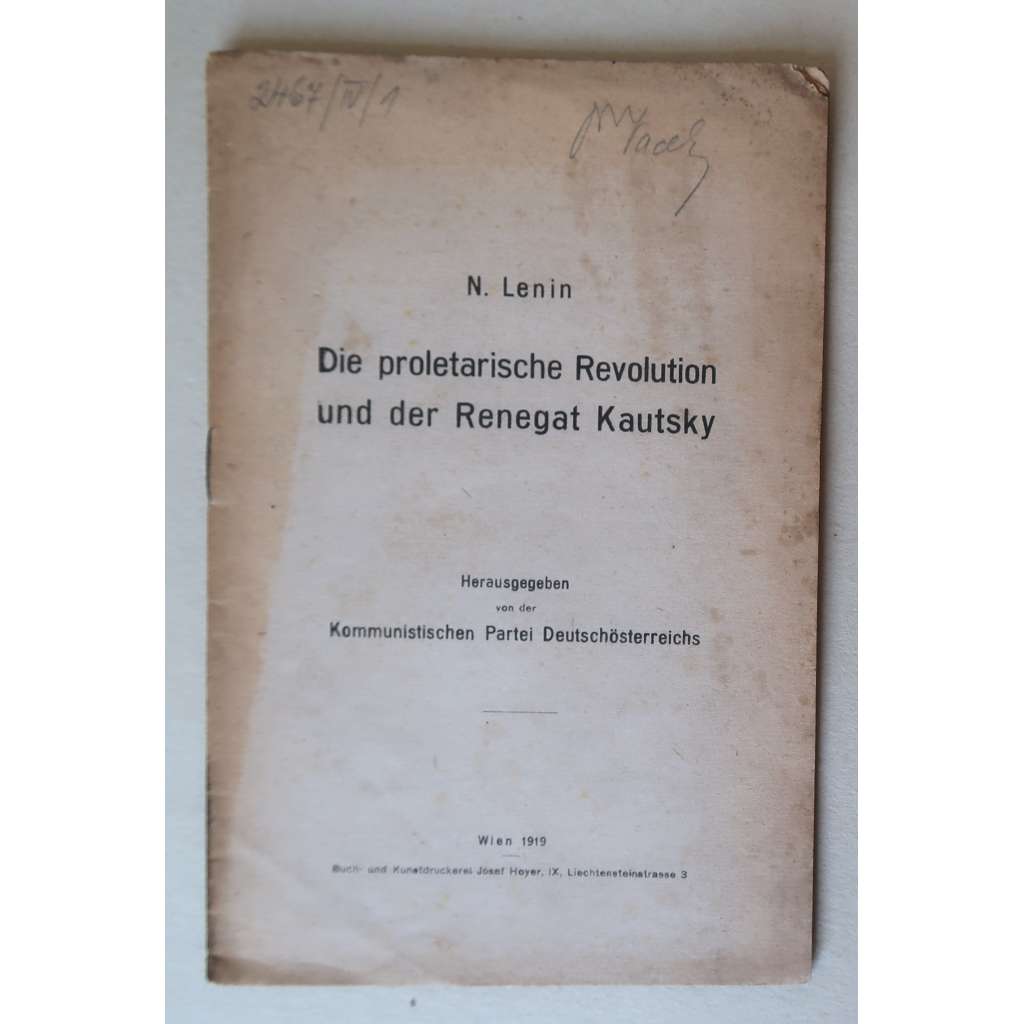 2467/IV/1
N. Lenin
Die proletarische Revolution
und der Renegat Kautsky
Herausgegeben
von der
Kommunistischen Partei Deutschösterreichs
Wien 1919
Buch- und Kunstdruckerei Josef Hoyer, IX, Liechtensteinstrasse 3